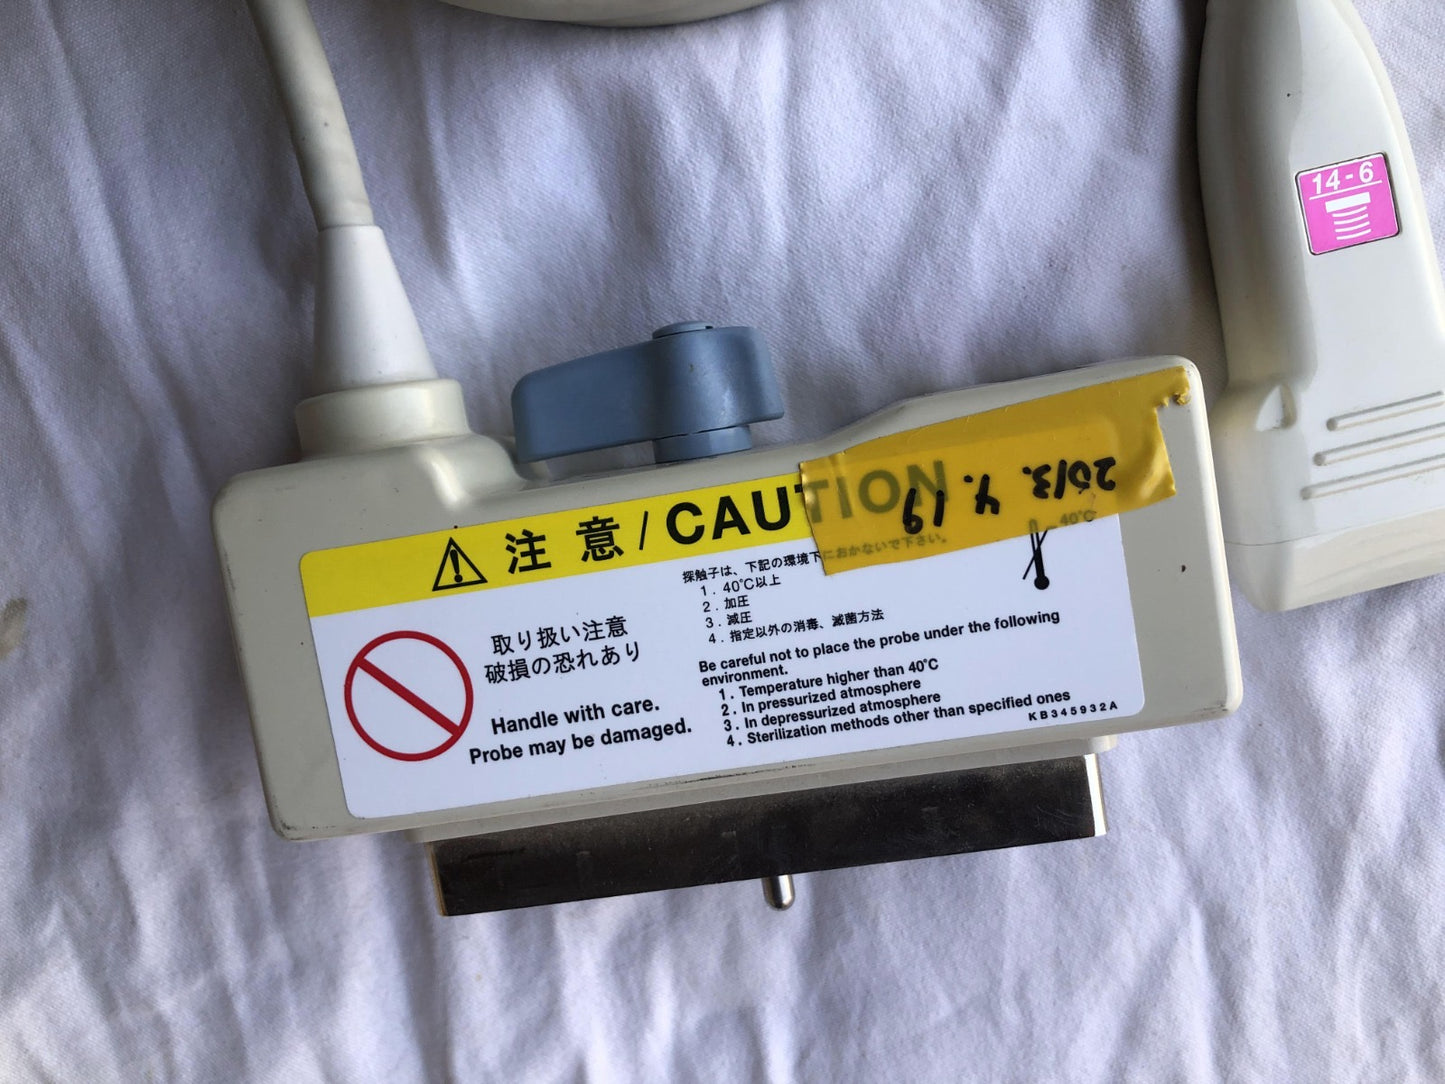 14-6
注意/CAUTION
2013. 4. 19
取り扱い注意
破損の恐れあり
Handle with care.
Probe may be damaged.
探触子は、下記の環境下におかないで下さい。
1. 40℃以上
2. 加圧
3. 減圧
4. 指定以外の消毒、滅菌方法
40℃
Be careful not to place the probe under the following
environment.
1. Temperature higher than 40℃
2. In pressurized atmosphere
3. In depressurized atmosphere
4. Sterilization methods other than specified ones
KB345932A